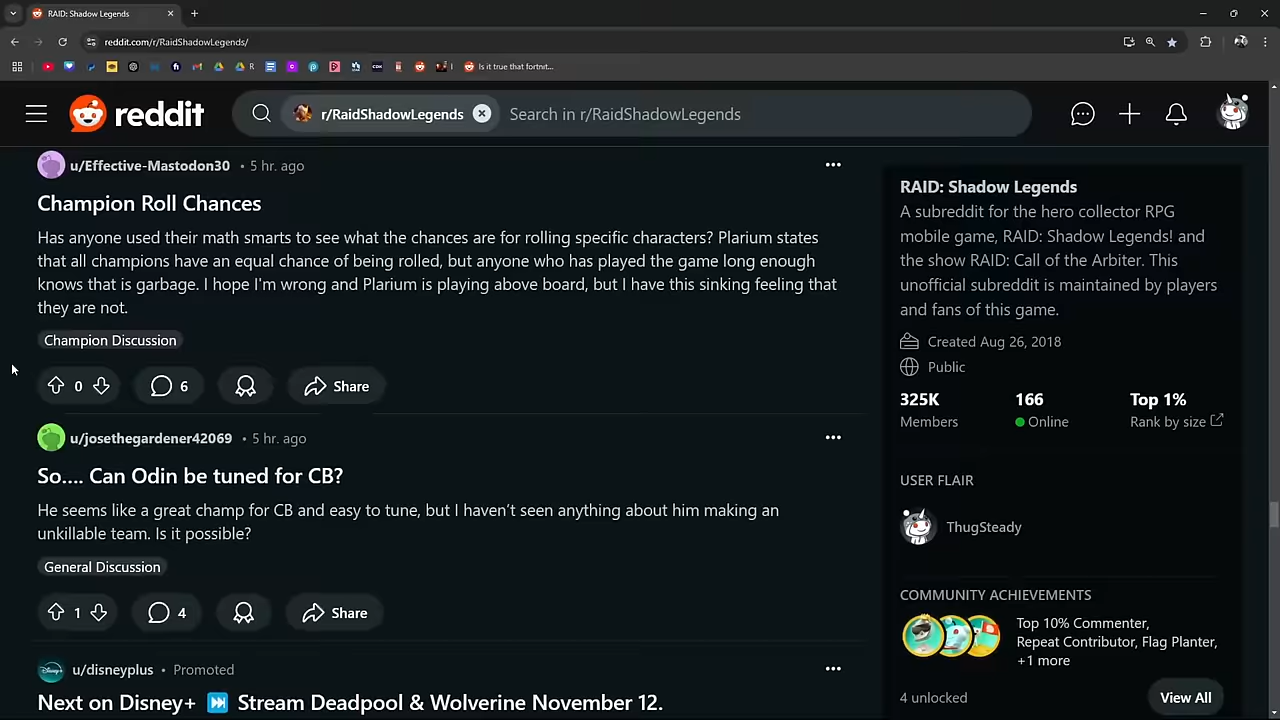 RAID: Shadow Legends
reddit.com/r/RaidShadowLegends/
Is it true that fortnit...
reddit
r/RaidShadowLegends
Search in r/RaidShadowLegends
u/Effective-Mastodon30 • 5 hr. ago
Champion Roll Chances
Has anyone used their math smarts to see what the chances are for rolling specific characters? Plarium states
that all champions have an equal chance of being rolled, but anyone who has played the game long enough
knows that is garbage. I hope I'm wrong and Plarium is playing above board, but I have this sinking feeling that
they are not.
Champion Discussion
0
6
Share
u/josethegardener42069 • 5 hr. ago
So.... Can Odin be tuned for CB?
He seems like a great champ for CB and easy to tune, but I haven’t seen anything about him making an
unkillable team. Is it possible?
General Discussion
1
4
Share
u/disneyplus • Promoted
Next on Disney+ ⏭️ Stream Deadpool & Wolverine November 12.
RAID: Shadow Legends
A subreddit for the hero collector RPG
mobile game, RAID: Shadow Legends! and
the show RAID: Call of the Arbiter. This
unofficial subreddit is maintained by players
and fans of this game.
Created Aug 26, 2018
Public
325K
Members
166
Online
Top 1%
Rank by size
USER FLAIR
ThugSteady
COMMUNITY ACHIEVEMENTS
Top 10% Commenter,
Repeat Contributor, Flag Planter,
+1 more
4 unlocked
View All